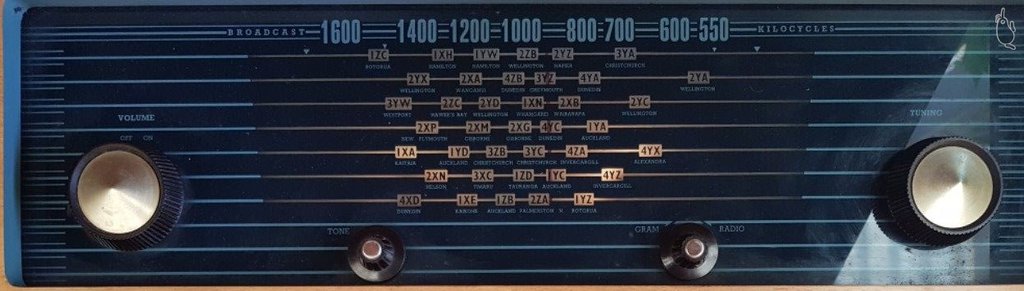 BROADCAST 1600 1400 1200 1000 800 700 600 550 KILOCYCLES
1ZC 1XH 1YW 2ZB 2YZ 3YA
ROTORUA HAMILTON HAMILTON WELLINGTON NAPIER CHRISTCHURCH
2YX 2XA 4ZB 3YZ 4YA 2YA
WELLINGTON WANGANUI DUNEDIN GREYMOUTH DUNEDIN WELLINGTON
3YW 2ZC 2YD 1XN 2XB 2YC
WESTPORT HAWKE'S BAY WELLINGTON WHANGAREI WAIRARAPA WELLINGTON
2XP 2XM 2XG 4YC 1YA
NEW PLYMOUTH GISBORNE GISBORNE DUNEDIN AUCKLAND
1XA 1YD 3ZB 3YC 4ZA 4YX
KAITAIA AUCKLAND CHRISTCHURCH CHRISTCHURCH INVERCARGILL ALEXANDRA
2XN 3XC 1ZD 1YC 4YZ
NELSON TIMARU TAURANGA AUCKLAND INVERCARGILL
4XD 1XE 1ZB 2ZA 1YZ
DUNEDIN KAIKOHE AUCKLAND PALMERSTON N ROTORUA
VOLUME
OFF ON
TUNING
TONE
GRAM RADIO